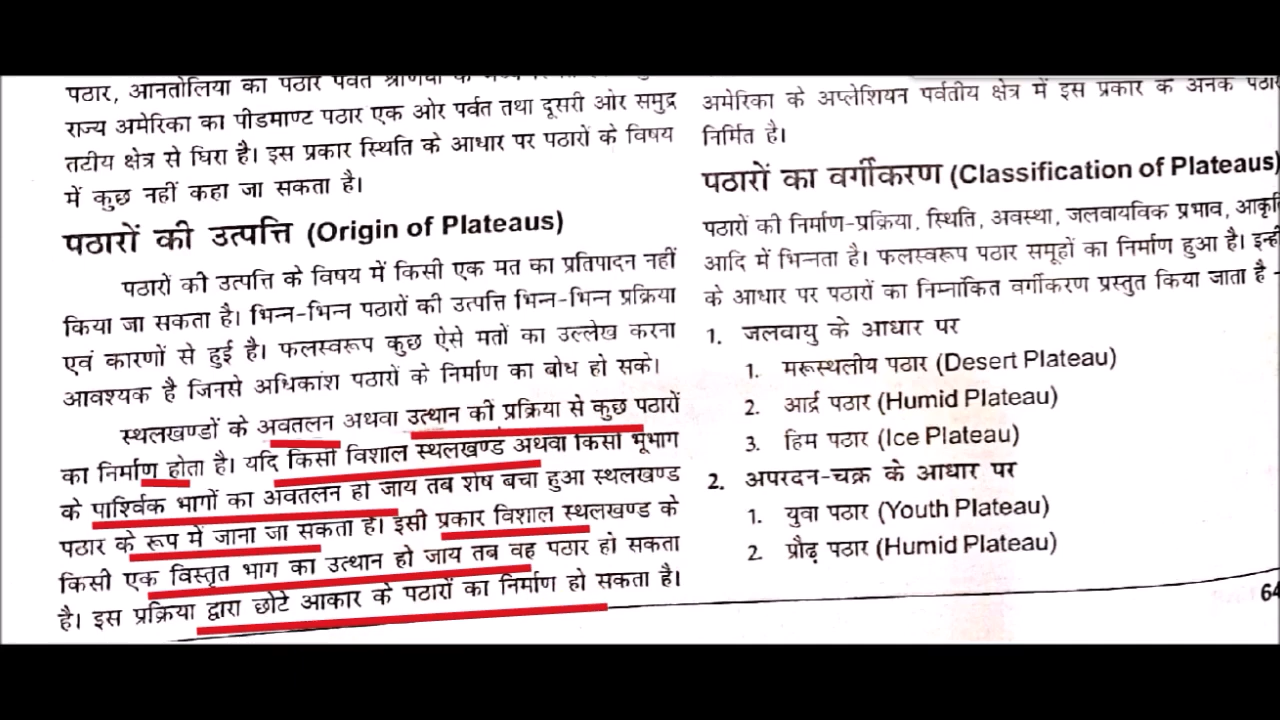 पठार, आनतोलिया का पठार पर्वत
राज्य अमेरिका का पीडमाण्ट पठार एक ओर पर्वत तथा दूसरी ओर समुद्र
तटीय क्षेत्र से घिरा है। इस प्रकार स्थिति के आधार पर पठारों के विषय
में कुछ नहीं कहा जा सकता है।
पठारों की उत्पत्ति (Origin of Plateaus)
पठारों की उत्पत्ति के विषय में किसी एक मत का प्रतिपादन नहीं
किया जा सकता है। भिन्न-भिन्न पठारों की उत्पत्ति भिन्न-भिन्न प्रक्रिया
एवं कारणों से हुई है। फलस्वरूप कुछ ऐसे मतों का उल्लेख करना
आवश्यक है जिनसे अधिकांश पठारों के निर्माण का बोध हो सके।
स्थलखण्डों के अवतलन अथवा उत्थान की प्रक्रिया से कुछ पठारों
का निर्माण होता है। यदि किसी विशाल स्थलखण्ड अथवा किसी भूभाग
के पार्श्विक भागों का अवतलन हो जाय तब शेष बचा हुआ स्थलखण्ड
पठार के रूप में जाना जा सकता है। इसी प्रकार विशाल स्थलखण्ड के
किसी एक विस्तृत भाग का उत्थान हो जाय तब वह पठार हो सकता
है। इस प्रक्रिया द्वारा छोटे आकार के पठारों का निर्माण हो सकता है।
अमेरिका के अप्लेशियन पर्वतीय क्षेत्र में इस प्रकार के अनेक पठार
निर्मित है।
पठारों का वर्गीकरण (Classification of Plateaus)
पठारों की निर्माण-प्रक्रिया, स्थिति, अवस्था, जलवायविक प्रभाव, आकृति
आदि में भिन्नता है। फलस्वरूप पठार समूहों का निर्माण हुआ है। इन्हीं
के आधार पर पठारों का निम्नांकित वर्गीकरण प्रस्तुत किया जाता है -
1. जलवायु के आधार पर
1. मरूस्थलीय पठार (Desert Plateau)
2. आर्द्र पठार (Humid Plateau)
3. हिम पठार (Ice Plateau)
2. अपरदन-चक्र के आधार पर
1. युवा पठार (Youth Plateau)
2 प्रौढ़ पठार (Humid Plateau)
64